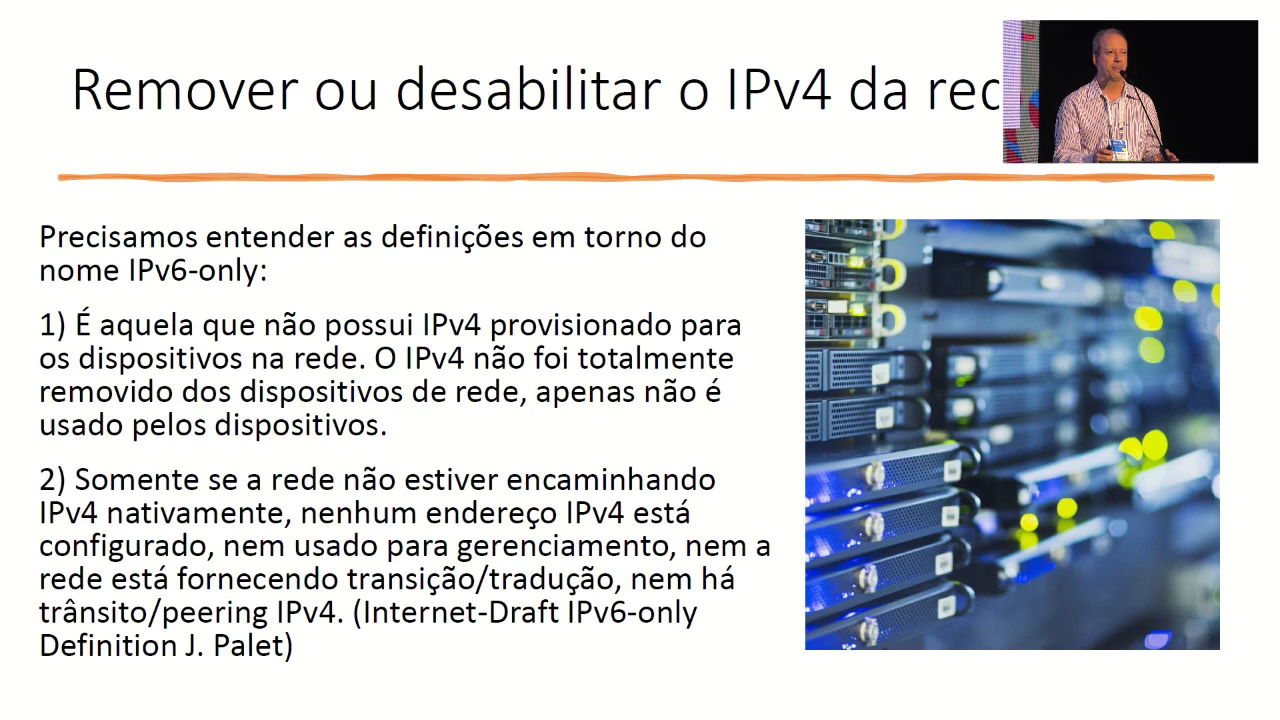 Remover ou desabilitar o IPv4 da
Precisamos entender as definições em torno do
nome IPv6-only:
1) É aquela que não possui IPv4 provisionado para
os dispositivos na rede. O IPv4 não foi totalmente
removido dos dispositivos de rede, apenas não é
usado pelos dispositivos.
2) Somente se a rede não estiver encaminhando
IPv4 nativamente, nenhum endereço IPv4 está
configurado, nem usado para gerenciamento, nem a
rede está fornecendo transição/tradução, nem há
trânsito/peering IPv4. (Internet-Draft IPv6-only
Definition J. Palet)